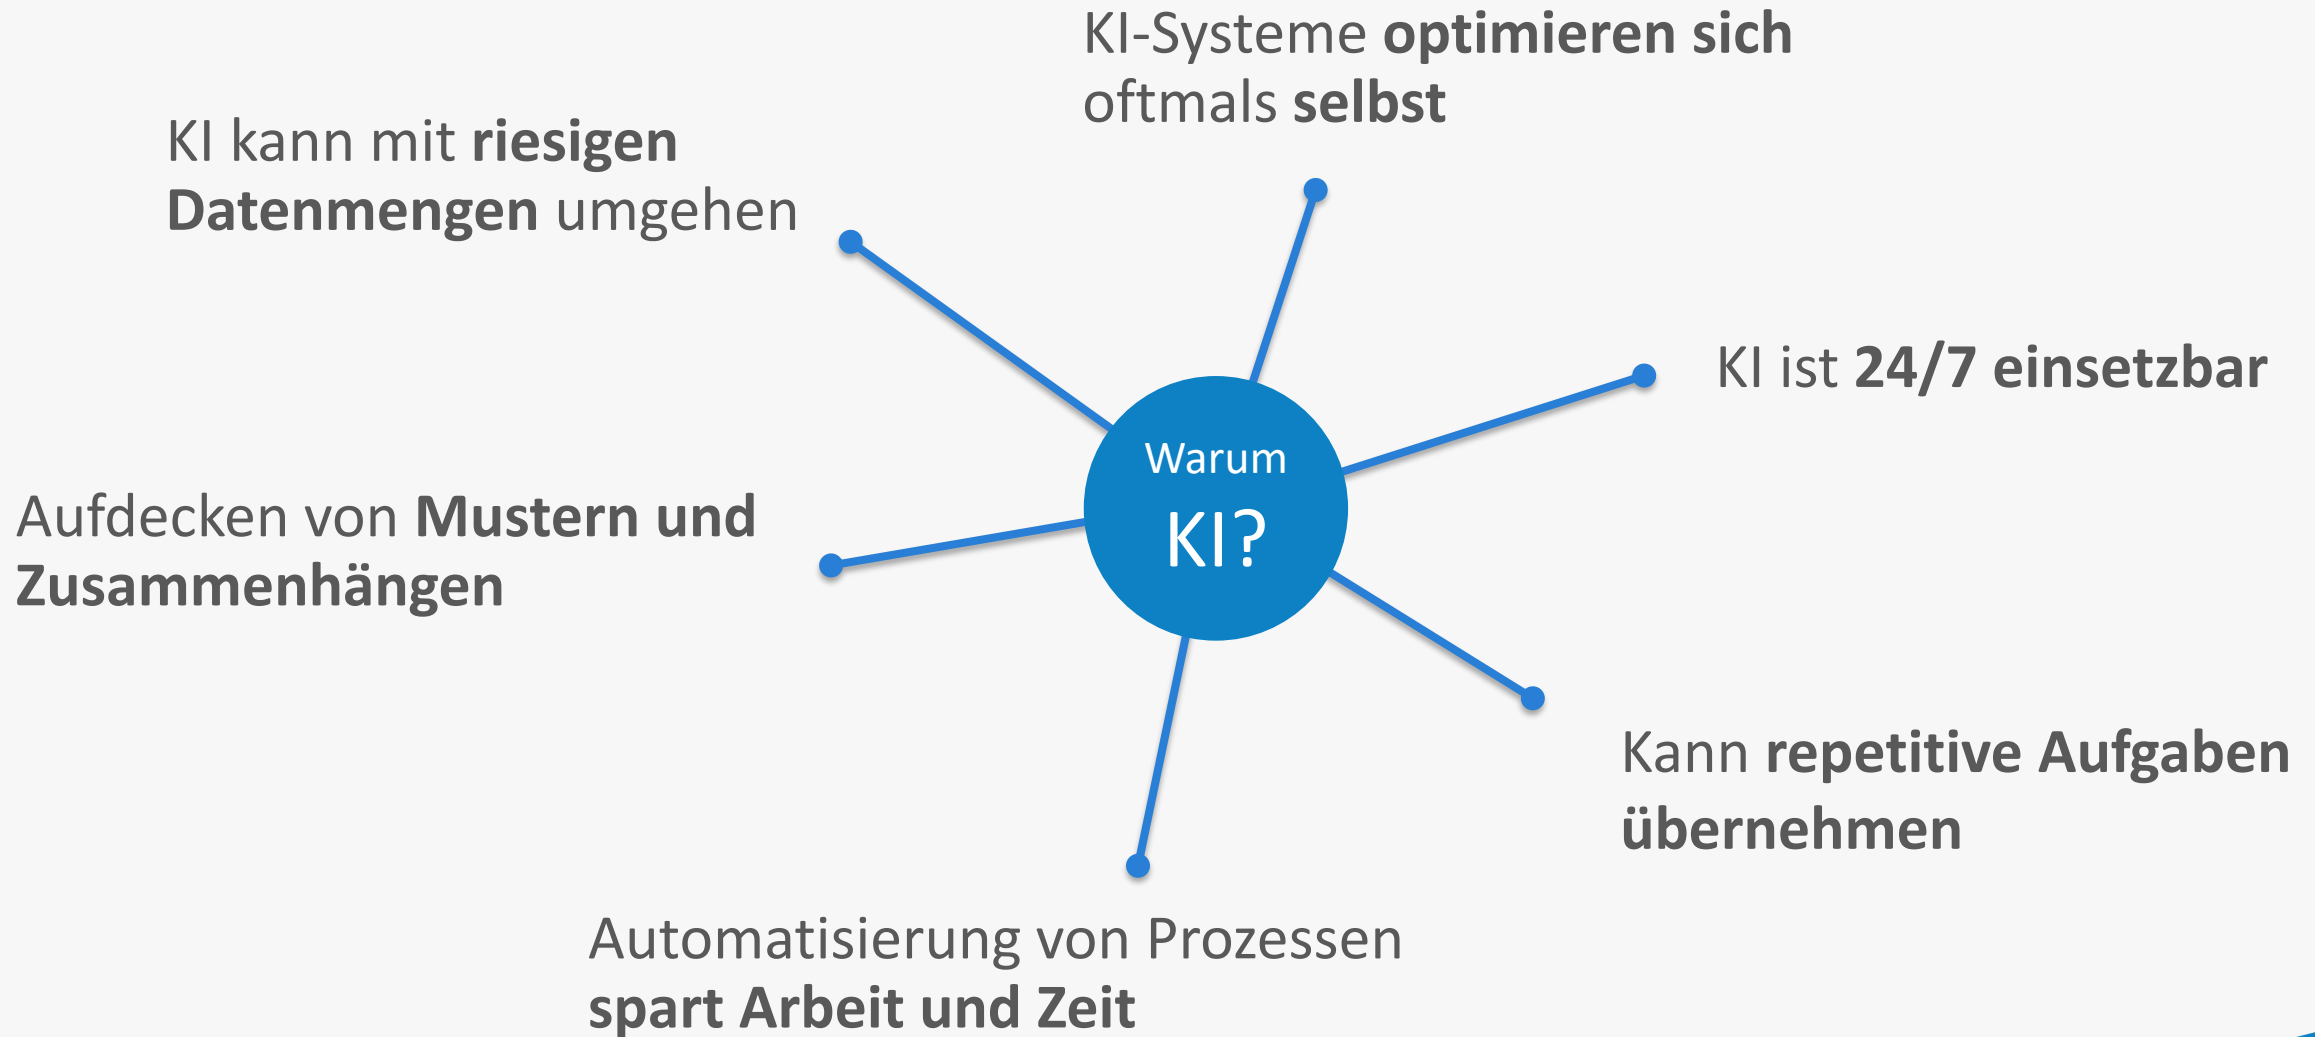 KI-Systeme optimieren sich
oftmals selbst
KI kann mit riesigen
Datenmengen umgehen
KI ist 24/7 einsetzbar
Warum
KI?
Aufdecken von Mustern und
Zusammenhängen
Kann repetitive Aufgaben
übernehmen
Automatisierung von Prozessen
spart Arbeit und Zeit